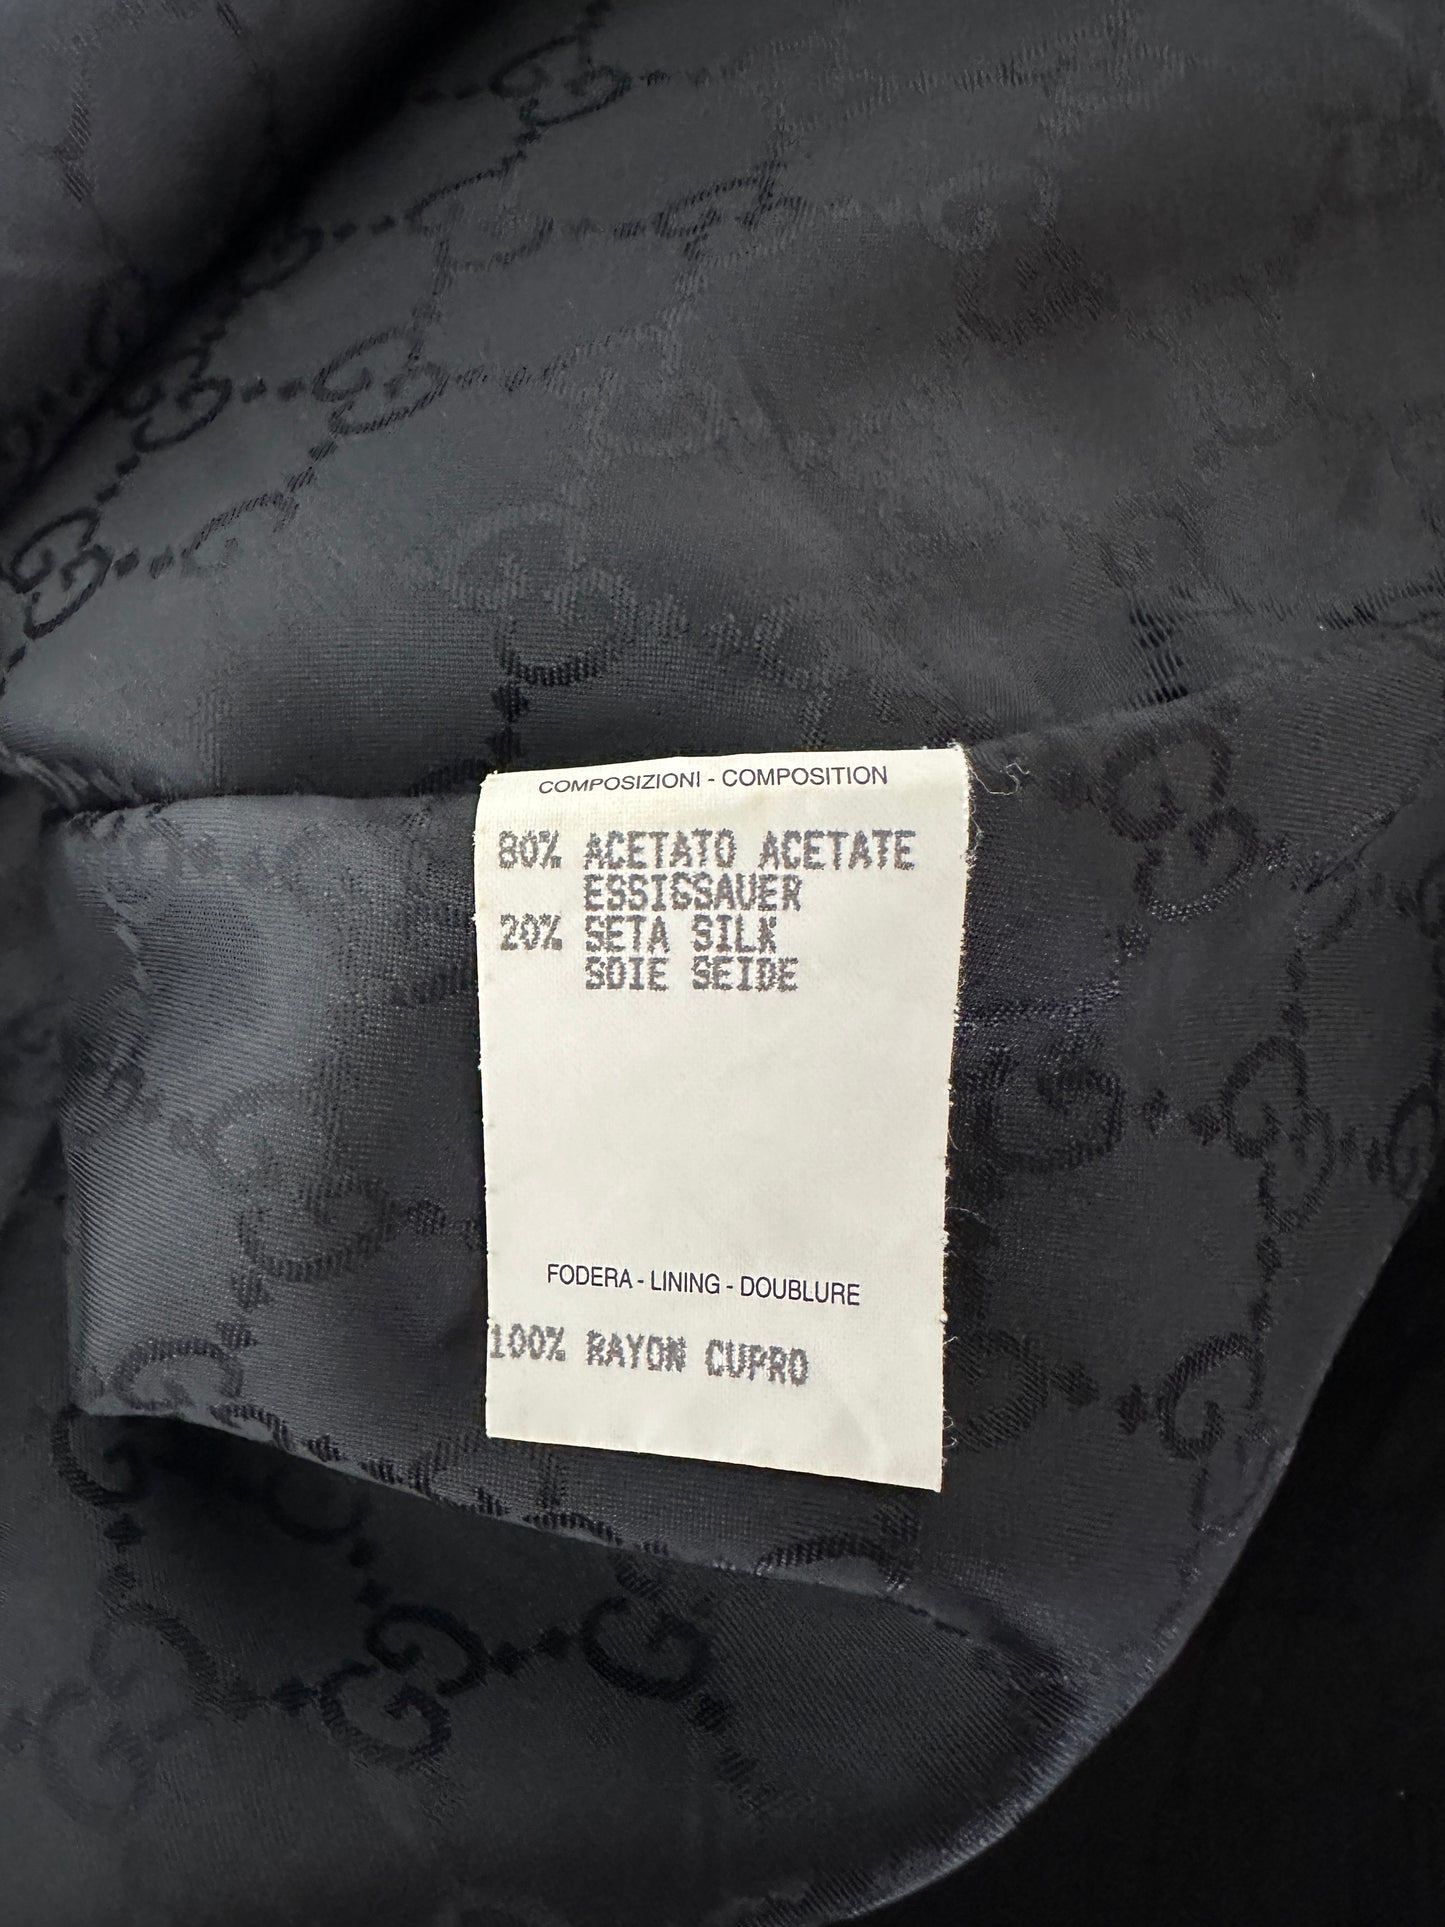 COMPOSIZIONI - COMPOSITION
80% ACETATO ACETATE
ESSIGSAUER
20% SETA SILK
SOIE SEIDE
FODERA - LINING - DOUBLURE
100% RAYON CUPRO